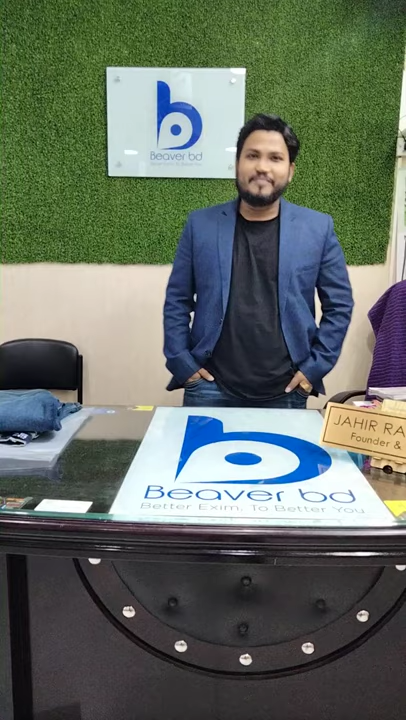 Beaver bd
JAHIR RA
Founder &
Beaver bd
Better Exim, To Better You